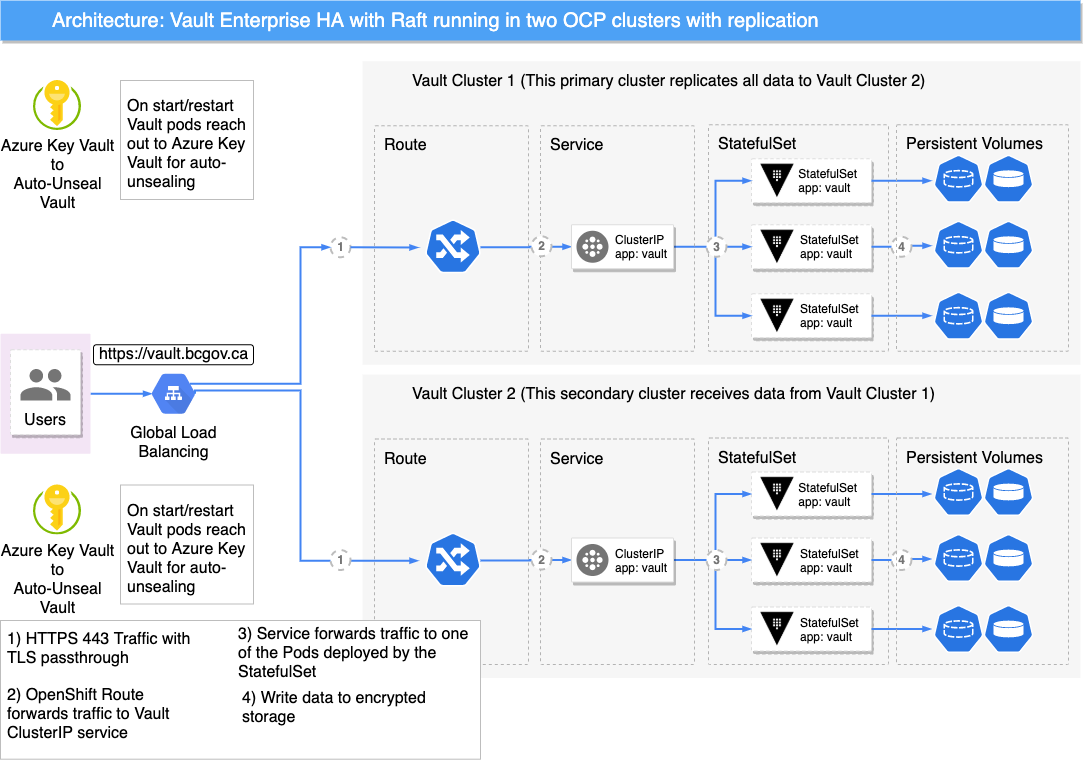 Architecture: Vault Enterprise HA with Raft running in two OCP clusters with replication
Azure Key Vault
to
Auto-Unseal
Vault
On start/restart
Vault pods reach
out to Azure Key
Vault for auto-
unsealing
Vault Cluster 1 (This primary cluster replicates all data to Vault Cluster 2)
Route
Service
StatefulSet
Persistent Volumes
StatefulSet
app: vault
1
2
ClusterIP
app: vault
3
StatefulSet
app: vault
4
StatefulSet
app: vault
https://vault.bcgov.ca
Users
Global Load
Balancing
Vault Cluster 2 (This secondary cluster receives data from Vault Cluster 1)
Route
Service
StatefulSet
Persistent Volumes
StatefulSet
app: vault
1
2
ClusterIP
app: vault
3
StatefulSet
app: vault
4
StatefulSet
app: vault
Azure Key Vault
to
Auto-Unseal
Vault
On start/restart
Vault pods reach
out to Azure Key
Vault for auto-
unsealing
1) HTTPS 443 Traffic with
TLS passthrough
2) OpenShift Route
forwards traffic to Vault
ClusterIP service
3) Service forwards traffic to one
of the Pods deployed by the
StatefulSet
4) Write data to encrypted
storage